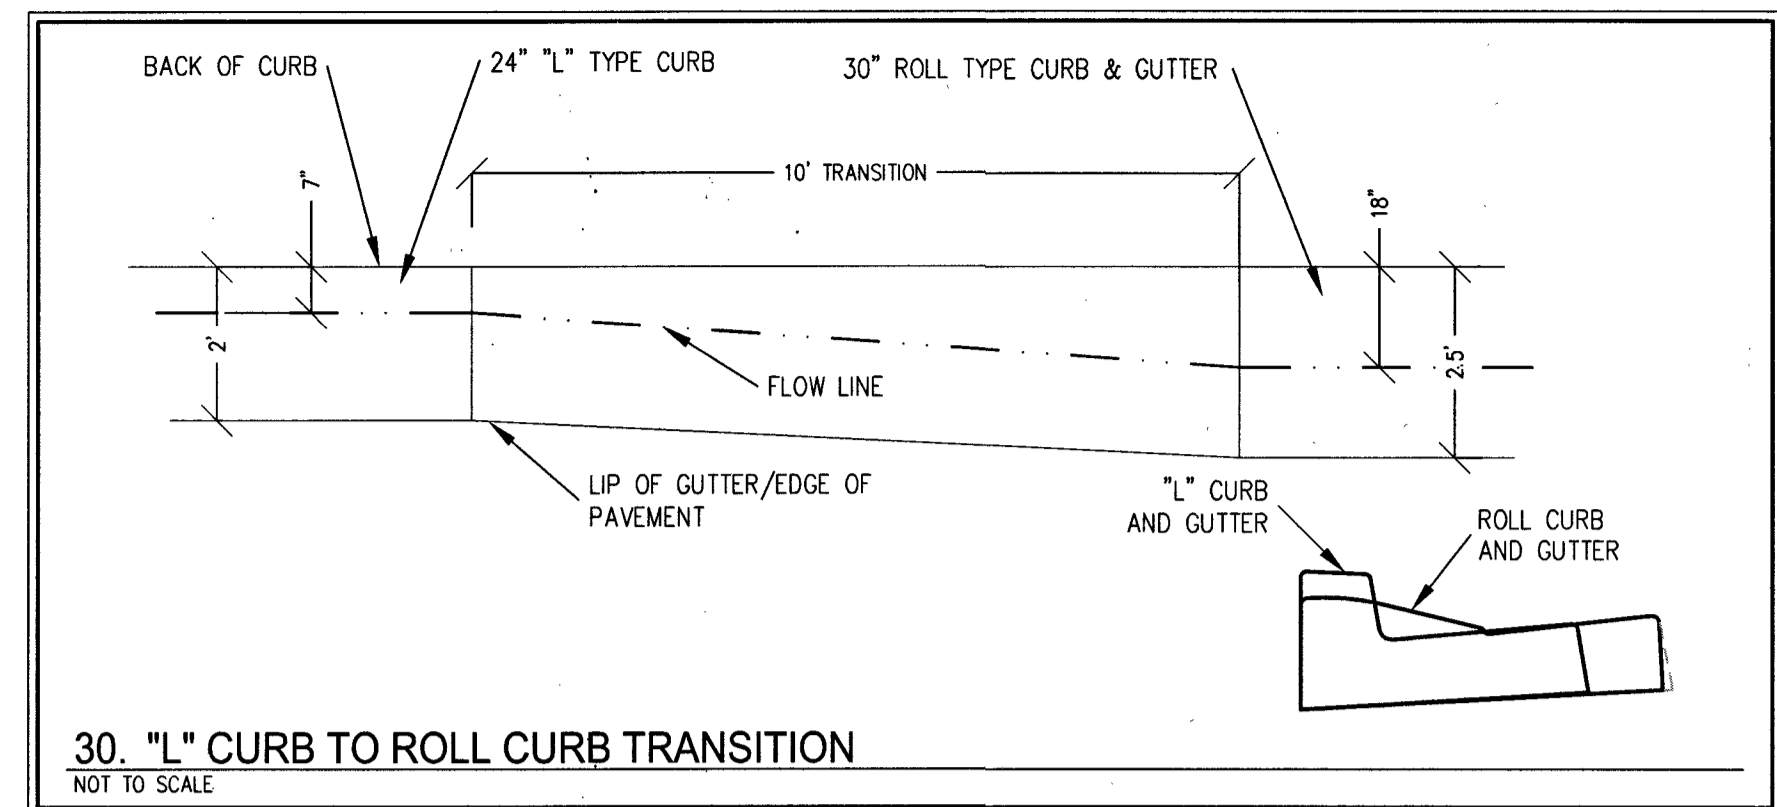 BACK OF CURB
24" "L" TYPE CURB
30" ROLL TYPE CURB & GUTTER
10' TRANSITION
7"
18"
2'
2.5'
FLOW LINE
LIP OF GUTTER/EDGE OF
PAVEMENT
"L" CURB
AND GUTTER
ROLL CURB
AND GUTTER
30. "L" CURB TO ROLL CURB TRANSITION
NOT TO SCALE